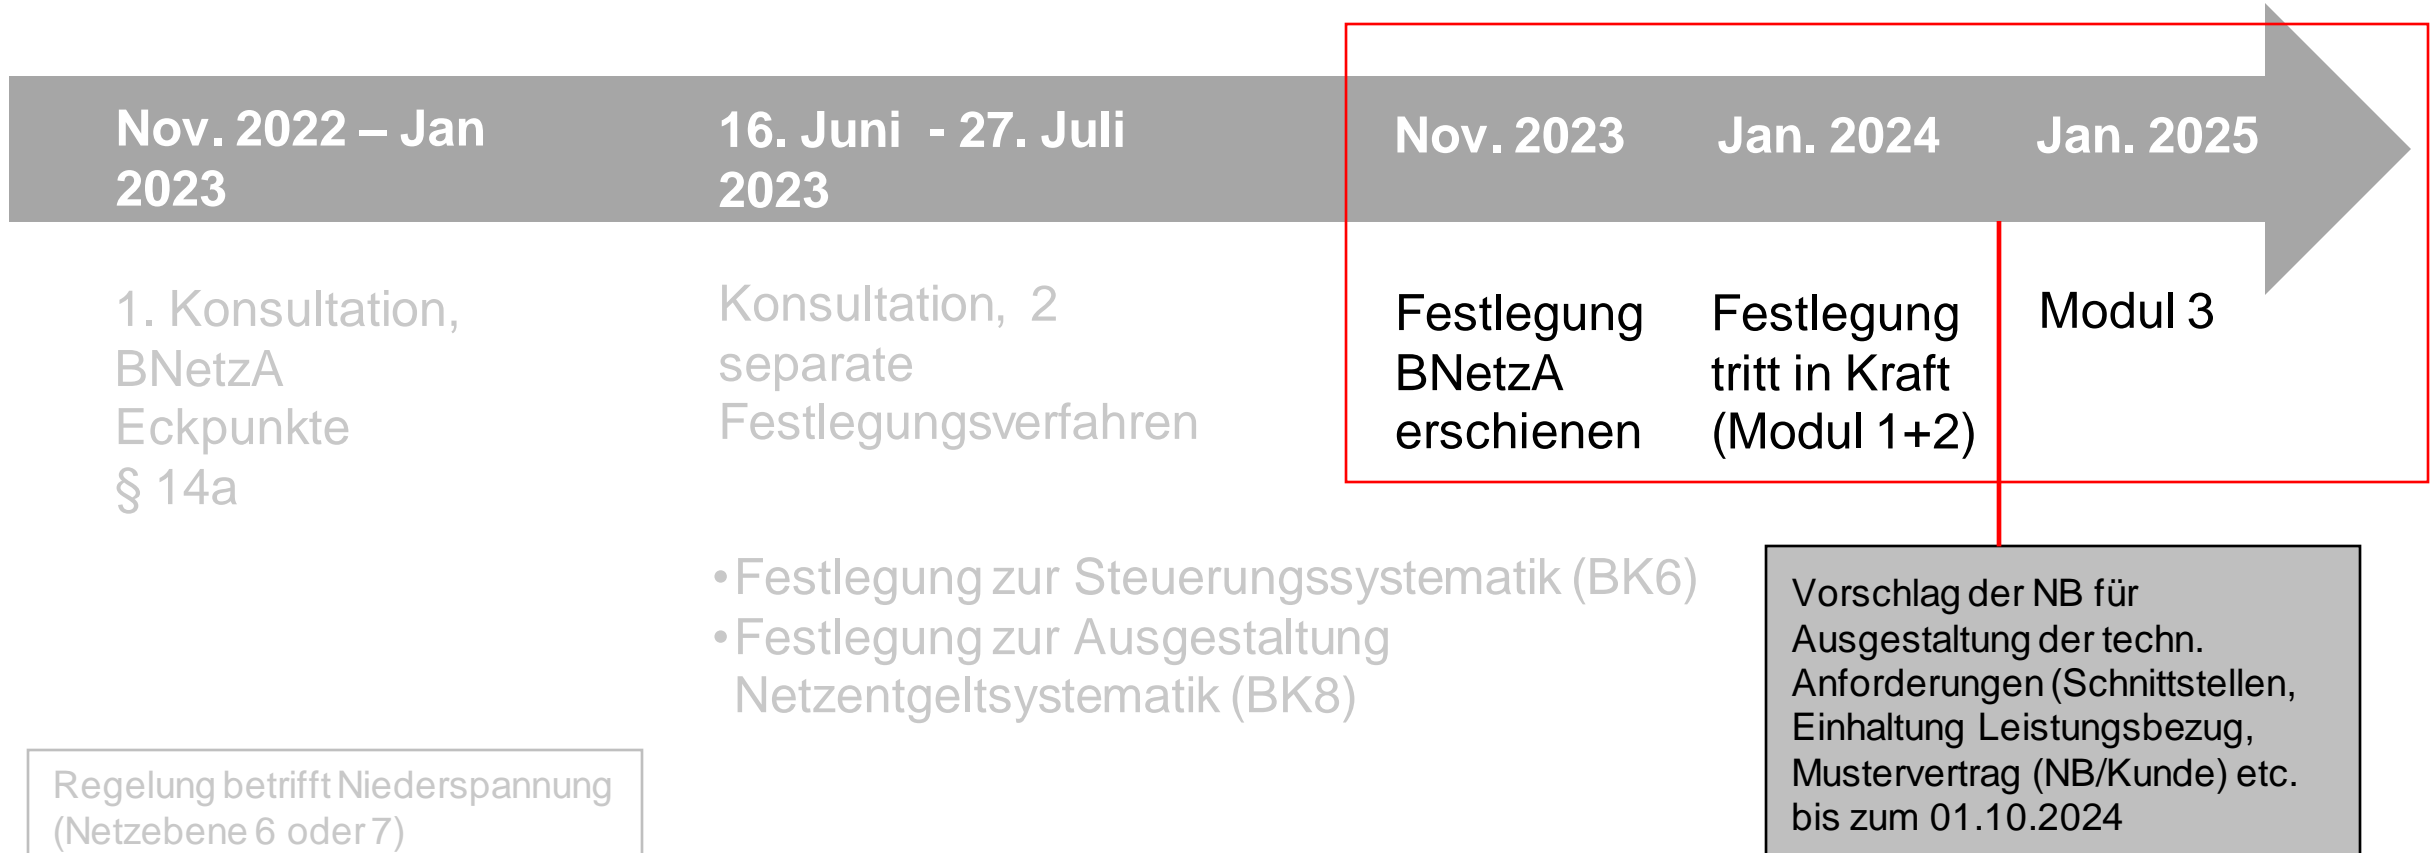 Nov. 2022 – Jan
2023
16. Juni - 27. Juli
2023
Nov. 2023
Jan. 2024
Jan. 2025
1. Konsultation,
BNetzA
Eckpunkte
§ 14a
Konsultation, 2
separate
Festlegungsverfahren
Festlegung
BNetzA
erschienen
Festlegung
tritt in Kraft
(Modul 1+2)
Modul 3
•Festlegung zur Steuerungssystematik (BK6)
•Festlegung zur Ausgestaltung
Netzentgeltsystematik (BK8)
Vorschlag der NB für
Ausgestaltung der techn.
Anforderungen (Schnittstellen,
Einhaltung Leistungsbezug,
Mustervertrag (NB/Kunde) etc.
bis zum 01.10.2024
Regelung betrifft Niederspannung
(Netzebene 6 oder 7)